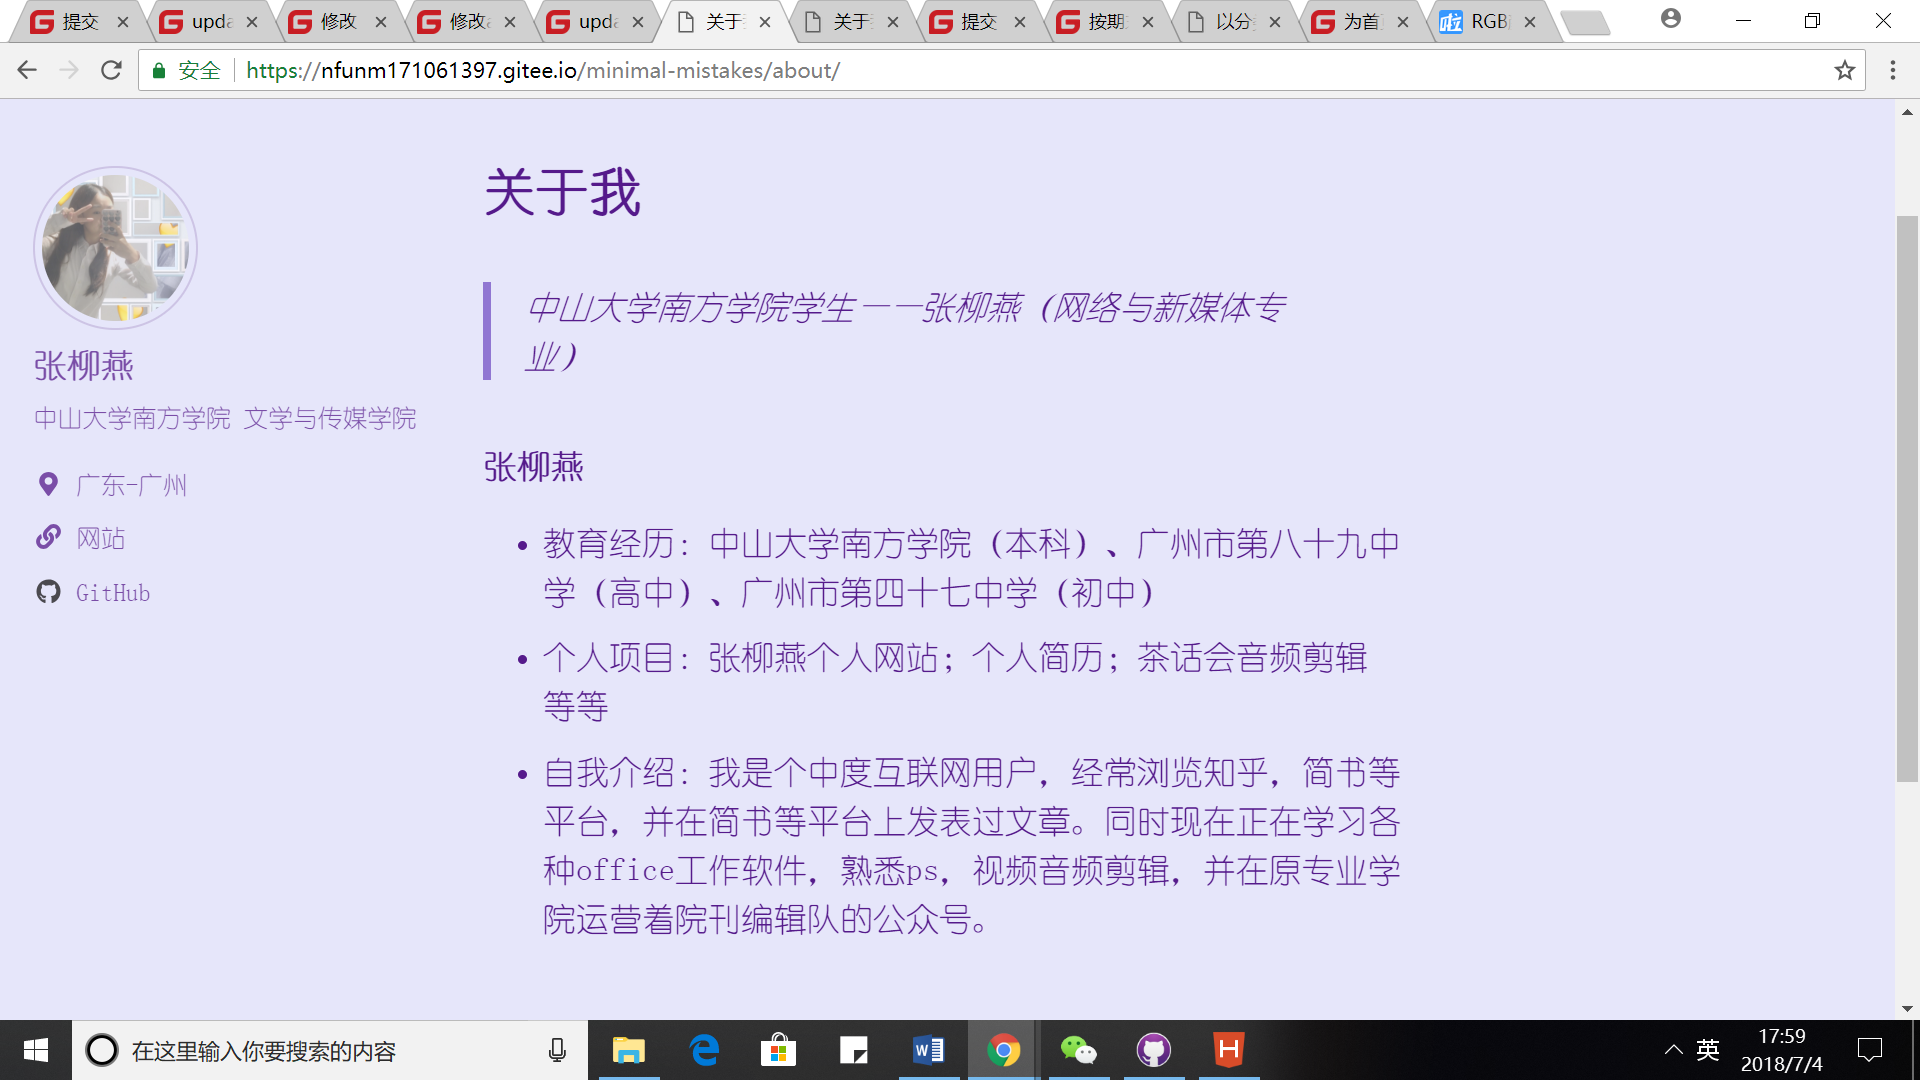 提交
upda
修改
修改a
upda
关于我
关于我
提交
按期
以分
为首
RGB
安全
https://nfunm171061397.gitee.io/minimal-mistakes/about/
关于我
中山大学南方学院学生——张柳燕（网络与新媒体专
业）
张柳燕
中山大学南方学院 文学与传媒学院
广东-广州
网站
GitHub
张柳燕
教育经历：中山大学南方学院（本科）、广州市第八十九中
学（高中）、广州市第四十七中学（初中）
个人项目：张柳燕个人网站；个人简历；茶话会音频剪辑
等等
自我介绍：我是个中度互联网用户，经常浏览知乎，简书等
平台，并在简书等平台上发表过文章。同时现在正在学习各
种office工作软件，熟悉ps，视频音频剪辑，并在原专业学
院运营着院刊编辑队的公众号。
在这里输入你要搜索的内容
英
17:59
2018/7/4